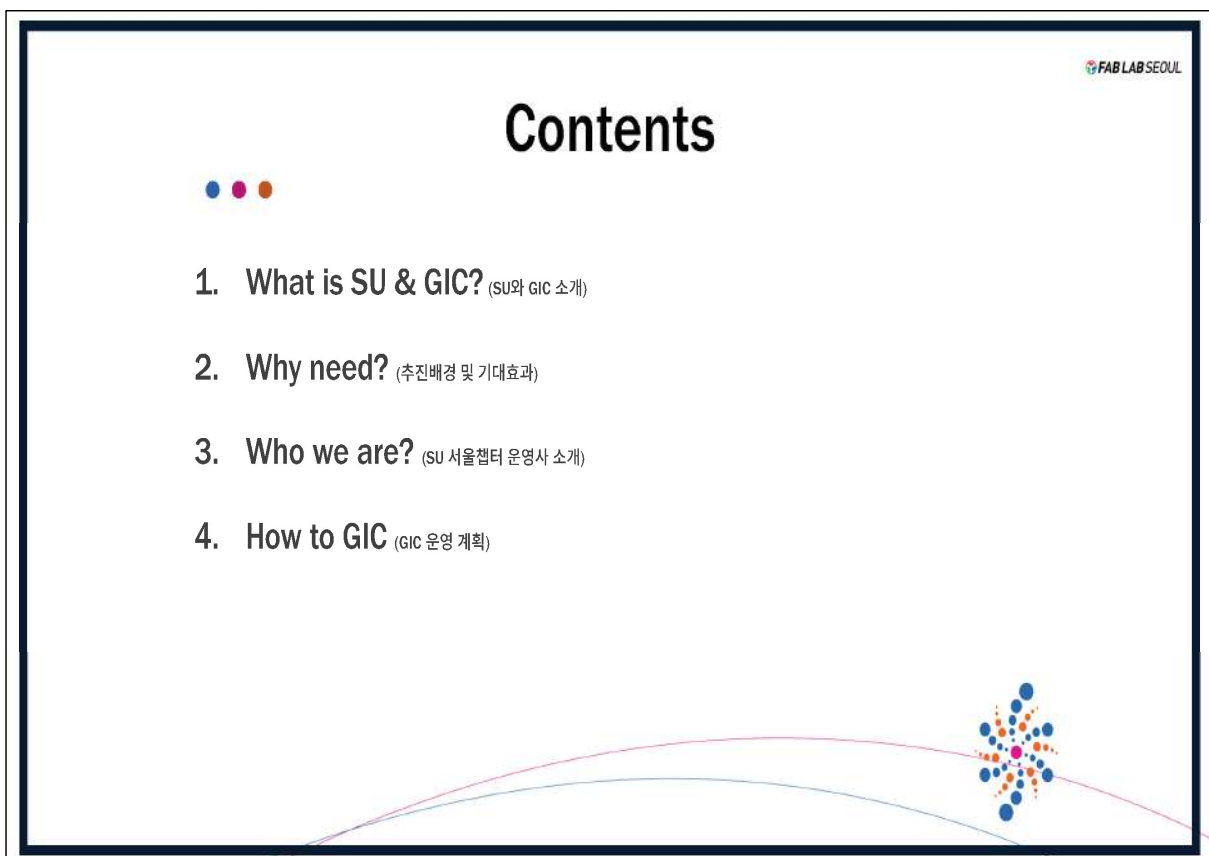 FAB LAB SEOUL
Contents
1. What is SU & GIC? (SU와 GIC 소개)
2. Why need? (추진배경 및 기대효과)
3. Who we are? (SU 서울챕터 운영사 소개)
4. How to GIC (GIC 운영 계획)